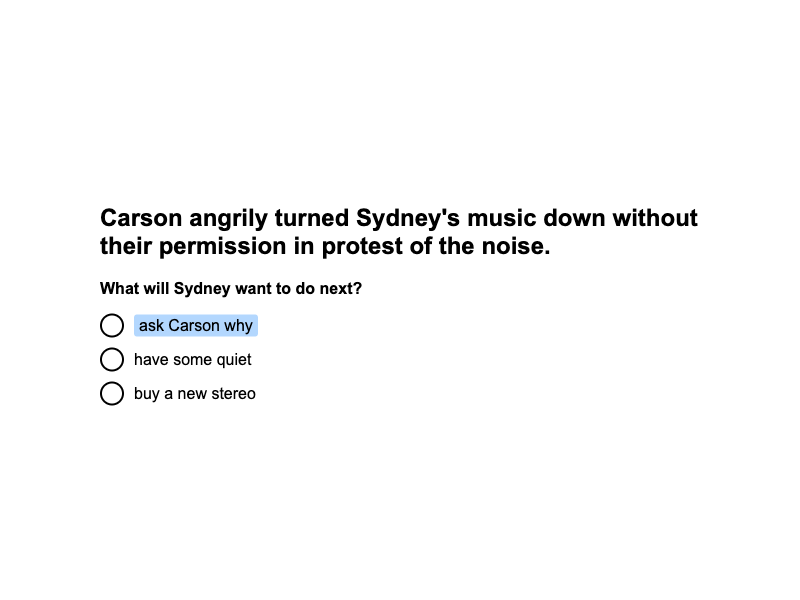 Carson angrily turned Sydney's music down without
their permission in protest of the noise.
What will Sydney want to do next?
ask Carson why
have some quiet
buy a new stereo